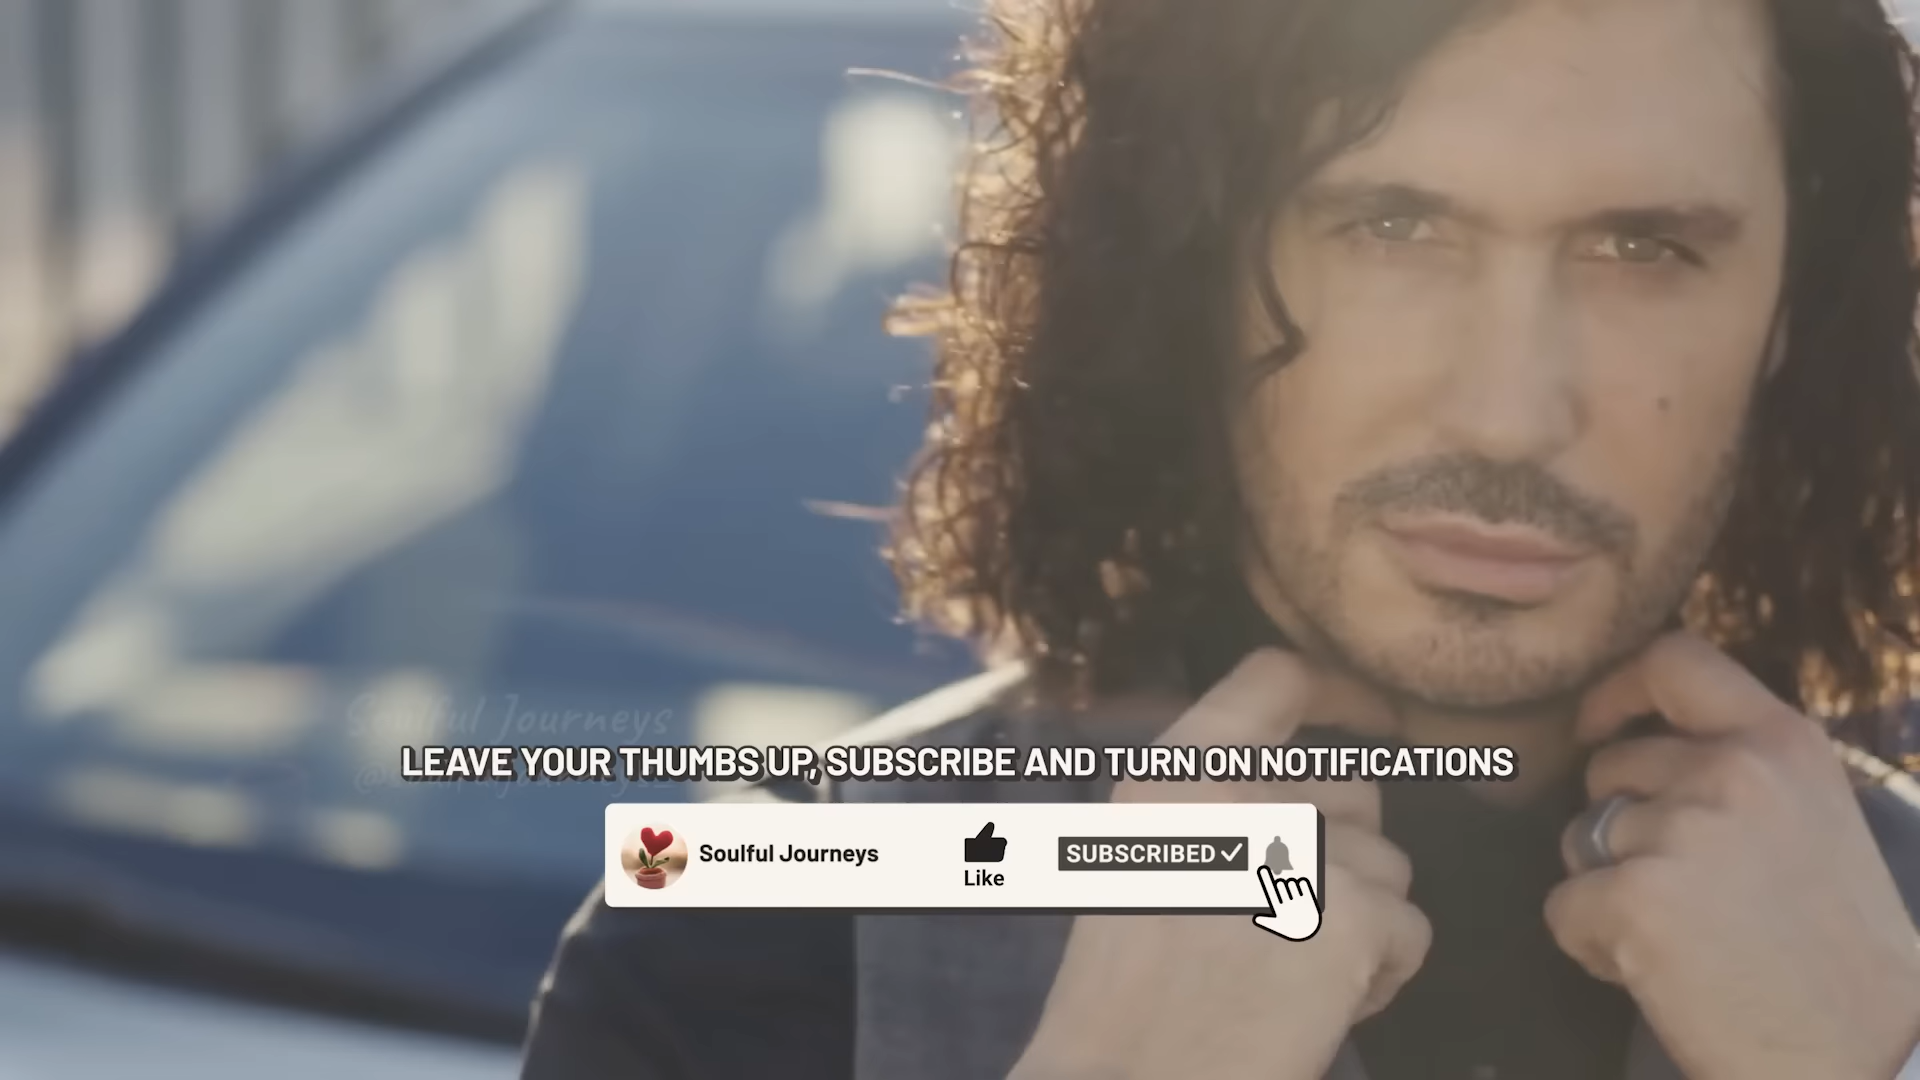 Soulful Journeys
LEAVE YOUR THUMBS UP, SUBSCRIBE AND TURN ON NOTIFICATIONS
Soulful Journeys
Like
SUBSCRIBED